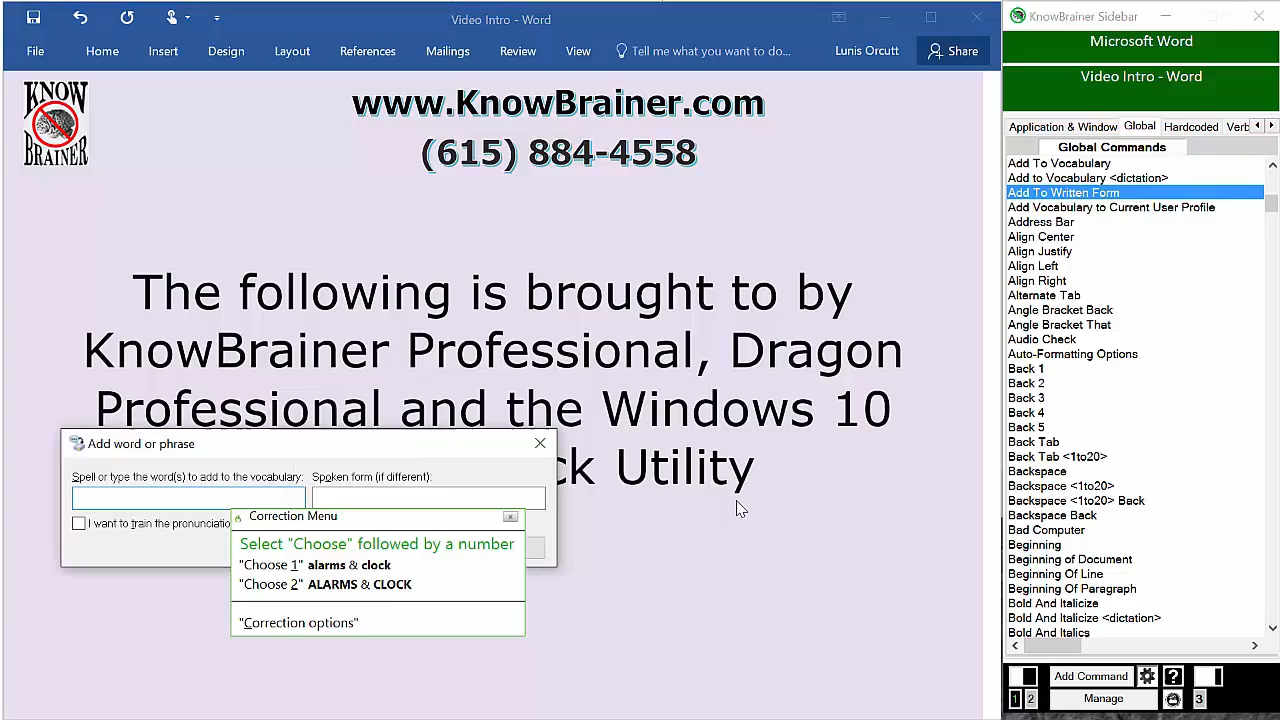 Video Intro - Word
File
Home
Insert
Design
Layout
References
Mailings
Review
View
Tell me what you want to do...
Lunis Orcutt
Share
KNOW
BRAINER
www.KnowBrainer.com
(615) 884-4558
The following is brought to by
KnowBrainer Professional, Dragon
Professional and the Windows 10
ck Utility
Add word or phrase
Spell or type the word(s) to add to the vocabulary:
Spoken form (if different):
I want to train the pronunciatio
Correction Menu
Select "Choose" followed by a number
"Choose 1" alarms & clock
"Choose 2" ALARMS & CLOCK
"Correction options"
KnowBrainer Sidebar
Microsoft Word
Video Intro - Word
Application & Window
Global
Hardcoded
Verb
Global Commands
Add To Vocabulary
Add to Vocabulary <dictation>
Add To Written Form
Add Vocabulary to Current User Profile
Address Bar
Align Center
Align Justify
Align Left
Align Right
Alternate Tab
Angle Bracket Back
Angle Bracket That
Audio Check
Auto-Formatting Options
Back 1
Back 2
Back 3
Back 4
Back 5
Back Tab
Back Tab <1to20>
Backspace
Backspace <1to20>
Backspace <1to20> Back
Backspace Back
Bad Computer
Beginning
Beginning of Document
Beginning Of Line
Beginning Of Paragraph
Bold And Italicize
Bold And Italicize <dictation>
Bold And Italics
Add Command
?
1
2
Manage
3